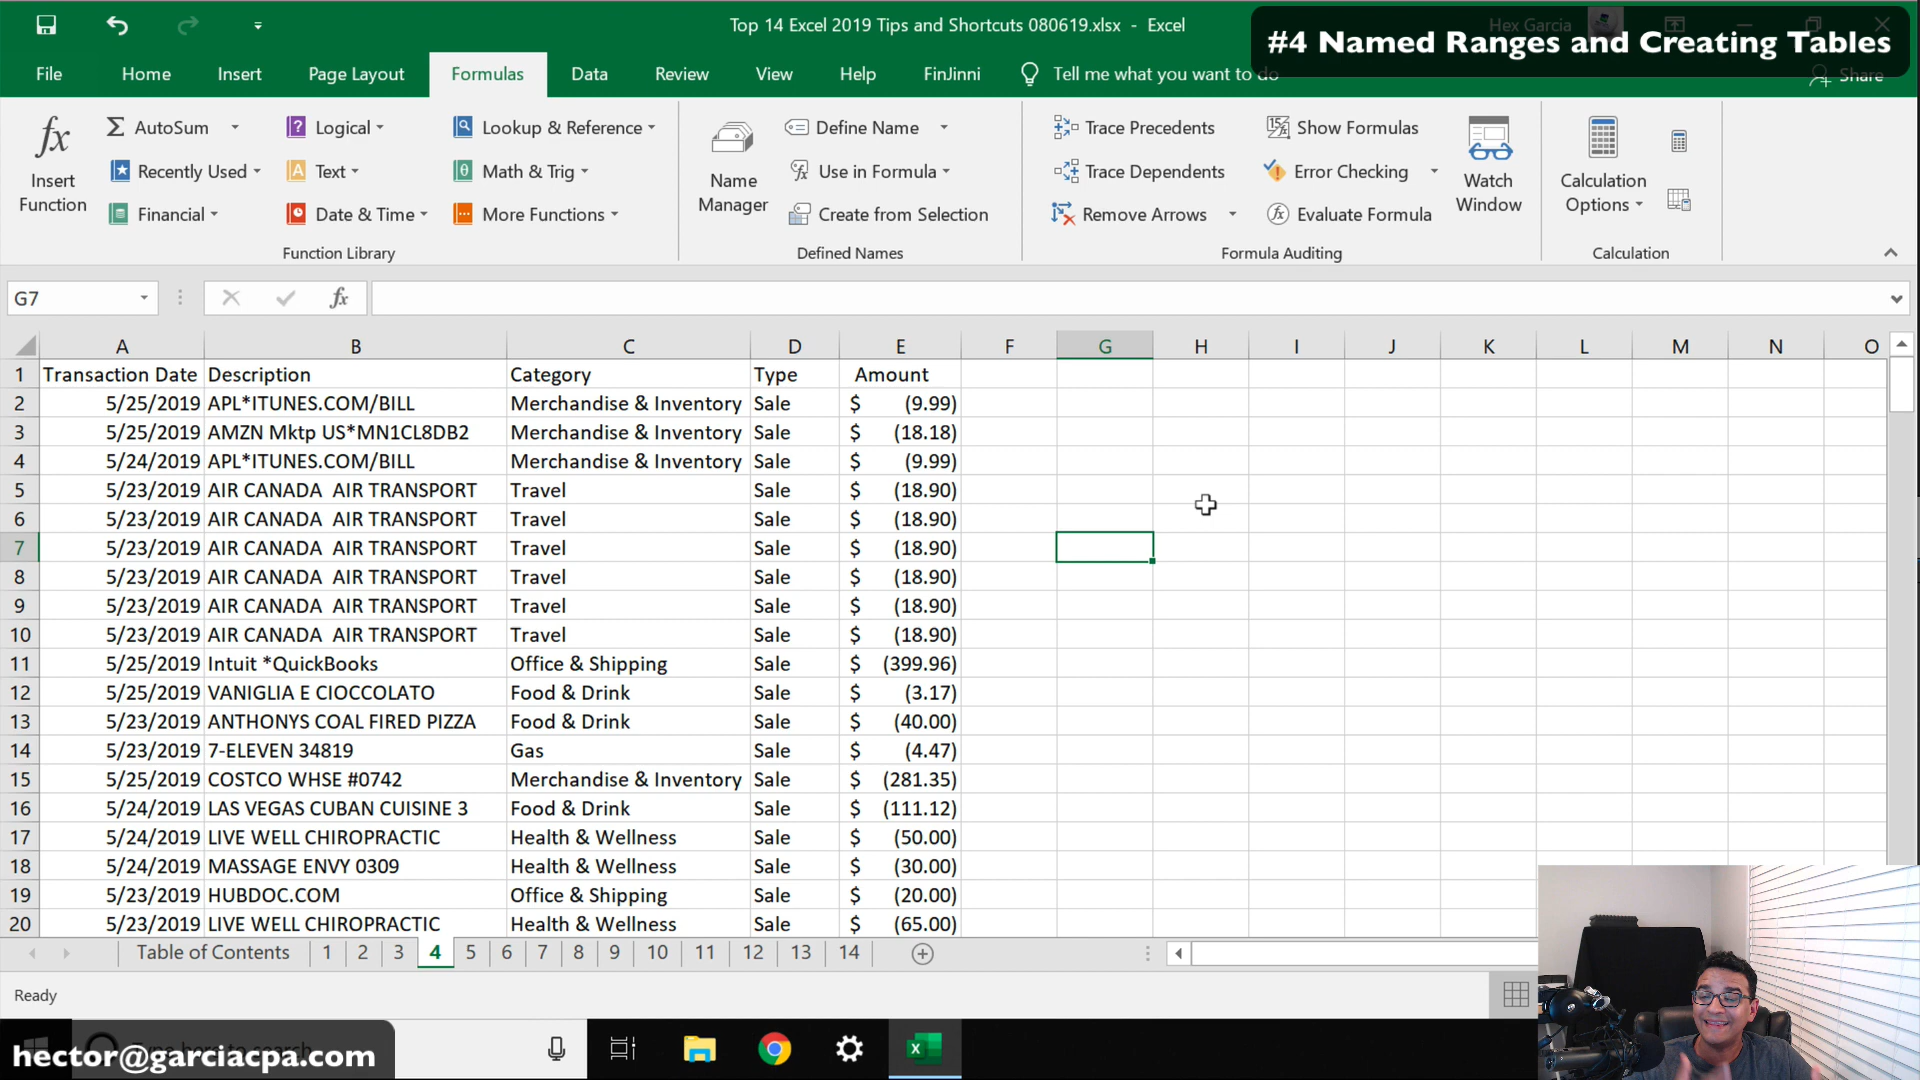 Top 14 Excel 2019 Tips and Shortcuts 080619.xlsx - Excel
Hex Garcia
#4 Named Ranges and Creating Tables
File Home Insert Page Layout Formulas Data Review View Help FinJinni Tell me what you want to do Share
fx Insert Function
Σ AutoSum
Recently Used
Financial
Logical
Text
Date & Time
Lookup & Reference
Math & Trig
More Functions
Function Library
Name Manager
Define Name
Use in Formula
Create from Selection
Defined Names
Trace Precedents
Trace Dependents
Remove Arrows
Show Formulas
Error Checking
Evaluate Formula
Watch Window
Formula Auditing
Calculation Options
Calculation
G7 fx
A B C D E F G H I J K L M N O
1 Transaction Date Description Category Type Amount
2 5/25/2019 APL*ITUNES.COM/BILL Merchandise & Inventory Sale $ (9.99)
3 5/25/2019 AMZN Mktp US*MN1CL8DB2 Merchandise & Inventory Sale $ (18.18)
4 5/24/2019 APL*ITUNES.COM/BILL Merchandise & Inventory Sale $ (9.99)
5 5/23/2019 AIR CANADA AIR TRANSPORT Travel Sale $ (18.90)
6 5/23/2019 AIR CANADA AIR TRANSPORT Travel Sale $ (18.90)
7 5/23/2019 AIR CANADA AIR TRANSPORT Travel Sale $ (18.90)
8 5/23/2019 AIR CANADA AIR TRANSPORT Travel Sale $ (18.90)
9 5/23/2019 AIR CANADA AIR TRANSPORT Travel Sale $ (18.90)
10 5/23/2019 AIR CANADA AIR TRANSPORT Travel Sale $ (18.90)
11 5/25/2019 Intuit *QuickBooks Office & Shipping Sale $ (399.96)
12 5/25/2019 VANIGLIA E CIOCCOLATO Food & Drink Sale $ (3.17)
13 5/23/2019 ANTHONYS COAL FIRED PIZZA Food & Drink Sale $ (40.00)
14 5/23/2019 7-ELEVEN 34819 Gas Sale $ (4.47)
15 5/25/2019 COSTCO WHSE #0742 Merchandise & Inventory Sale $ (281.35)
16 5/24/2019 LAS VEGAS CUBAN CUISINE 3 Food & Drink Sale $ (111.12)
17 5/24/2019 LIVE WELL CHIROPRACTIC Health & Wellness Sale $ (50.00)
18 5/24/2019 MASSAGE ENVY 0309 Health & Wellness Sale $ (30.00)
19 5/23/2019 HUBDOC.COM Office & Shipping Sale $ (20.00)
20 5/23/2019 LIVE WELL CHIROPRACTIC Health & Wellness Sale $ (65.00)
Table of Contents 1 2 3 4 5 6 7 8 9 10 11 12 13 14
Ready
hector@garciacpa.com